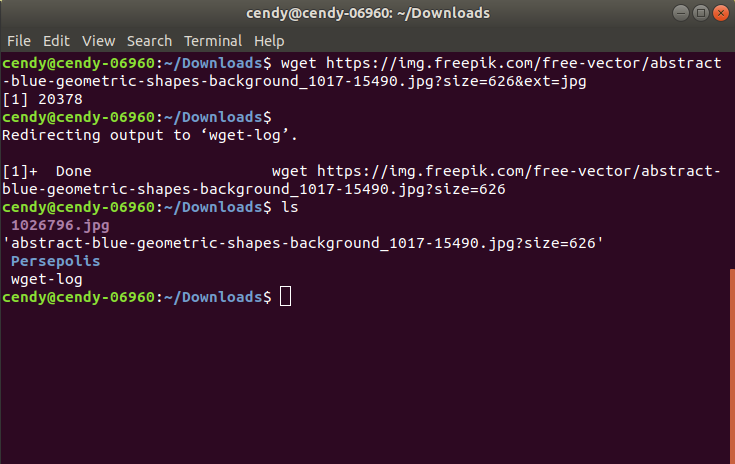 cendy@cendy-06960: ~/Downloads
File Edit View Search Terminal Help
cendy@cendy-06960:~/Downloads$ wget https://img.freepik.com/free-vector/abstract
-blue-geometric-shapes-background_1017-15490.jpg?size=626&ext=jpg
[1] 20378
cendy@cendy-06960:~/Downloads$
Redirecting output to ‘wget-log’.
[1]+  Done                    wget https://img.freepik.com/free-vector/abstract-
blue-geometric-shapes-background_1017-15490.jpg?size=626
cendy@cendy-06960:~/Downloads$ ls
1026796.jpg
'abstract-blue-geometric-shapes-background_1017-15490.jpg?size=626'
Persepolis
wget-log
cendy@cendy-06960:~/Downloads$